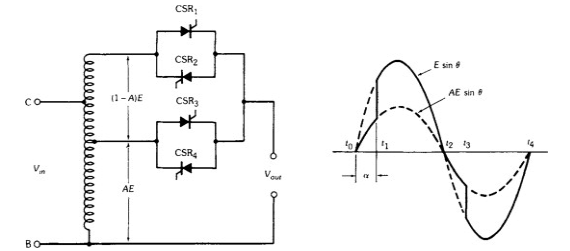 CSR1
CSR2
C
(1 – A)E
CSR3
CSR4
Vin
AE
Vout
B
E sin θ
AE sin θ
t0
t1
t2
t3
t4
α